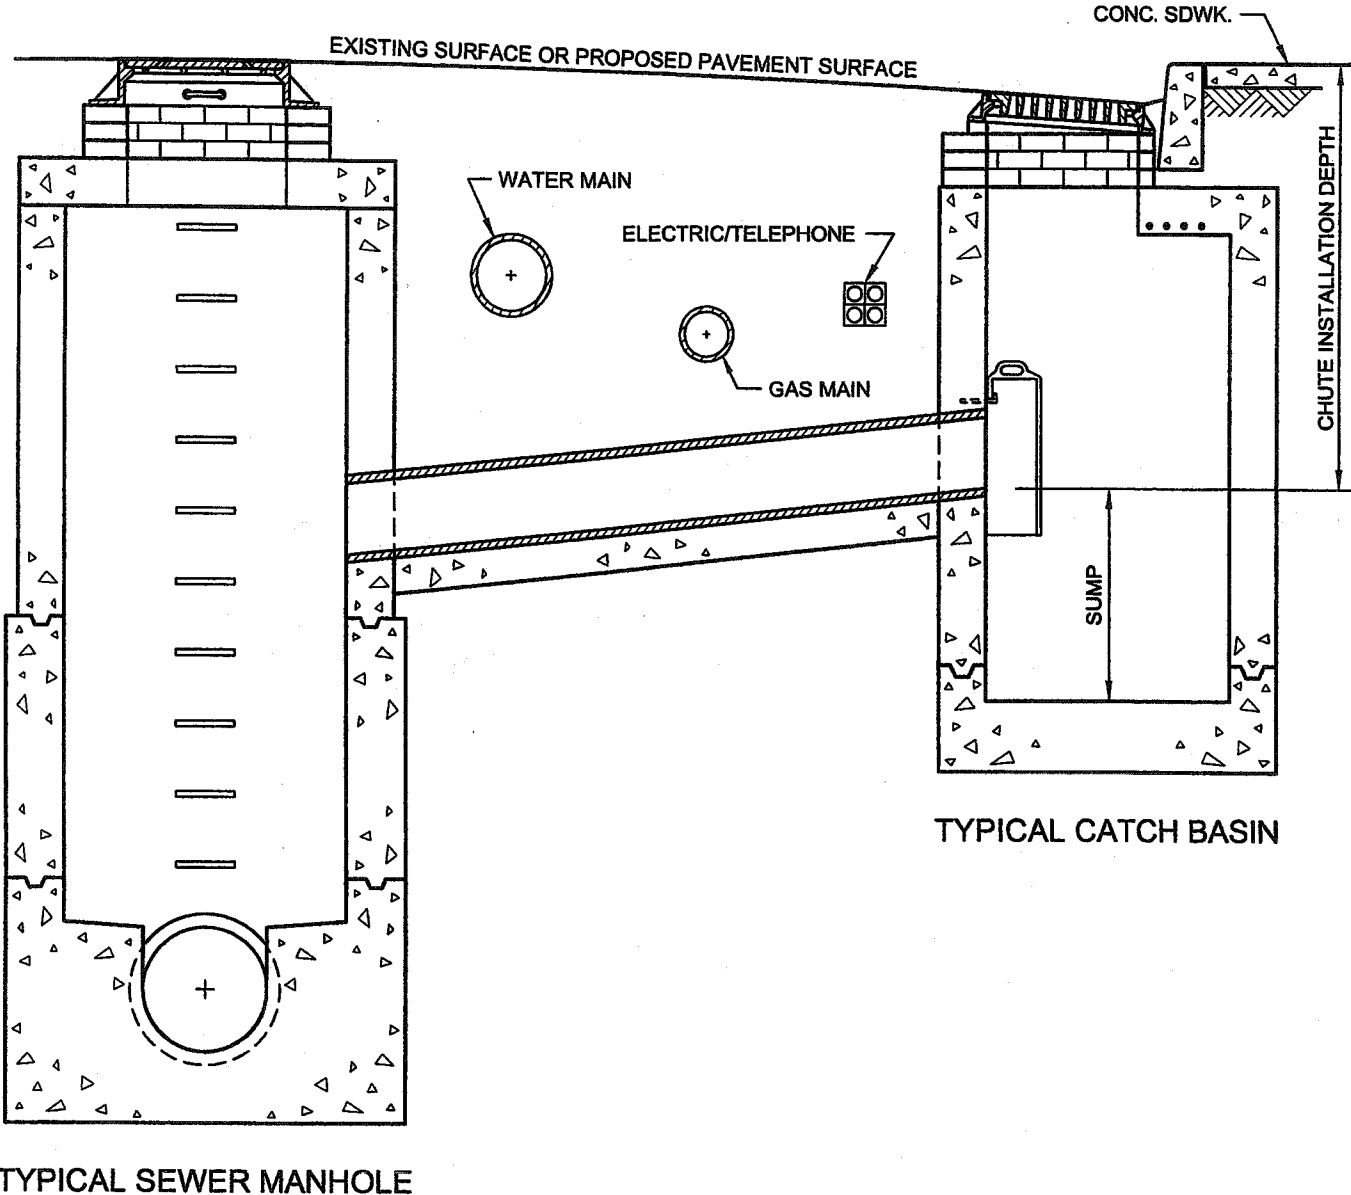 CONC. SDWK.
EXISTING SURFACE OR PROPOSED PAVEMENT SURFACE
WATER MAIN
ELECTRIC/TELEPHONE
GAS MAIN
CHUTE INSTALLATION DEPTH
SUMP
TYPICAL CATCH BASIN
TYPICAL SEWER MANHOLE